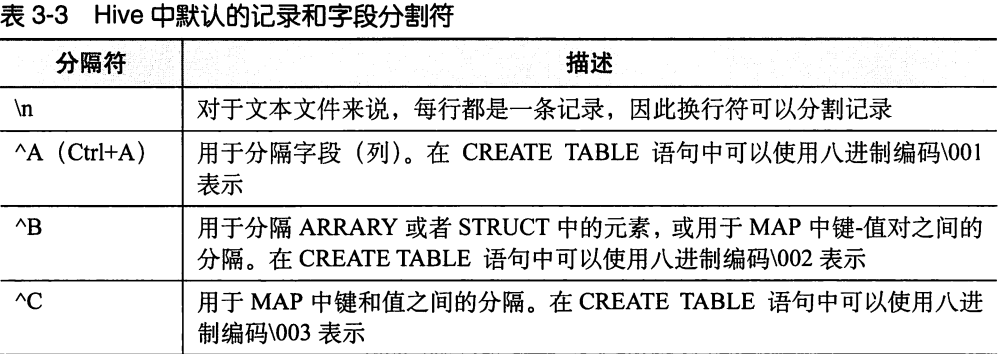 表 3-3 Hive 中默认的记录和字段分割符
分隔符 描述
\n 对于文本文件来说，每行都是一条记录，因此换行符可以分割记录
^A（Ctrl+A） 用于分隔字段（列）。在 CREATE TABLE 语句中可以使用八进制编码\001
表示
^B 用于分隔 ARRARY 或者 STRUCT 中的元素，或用于 MAP 中键-值对之间的
分隔。在 CREATE TABLE 语句中可以使用八进制编码\002 表示
^C 用于 MAP 中键和值之间的分隔。在 CREATE TABLE 语句中可以使用八进
制编码\003 表示